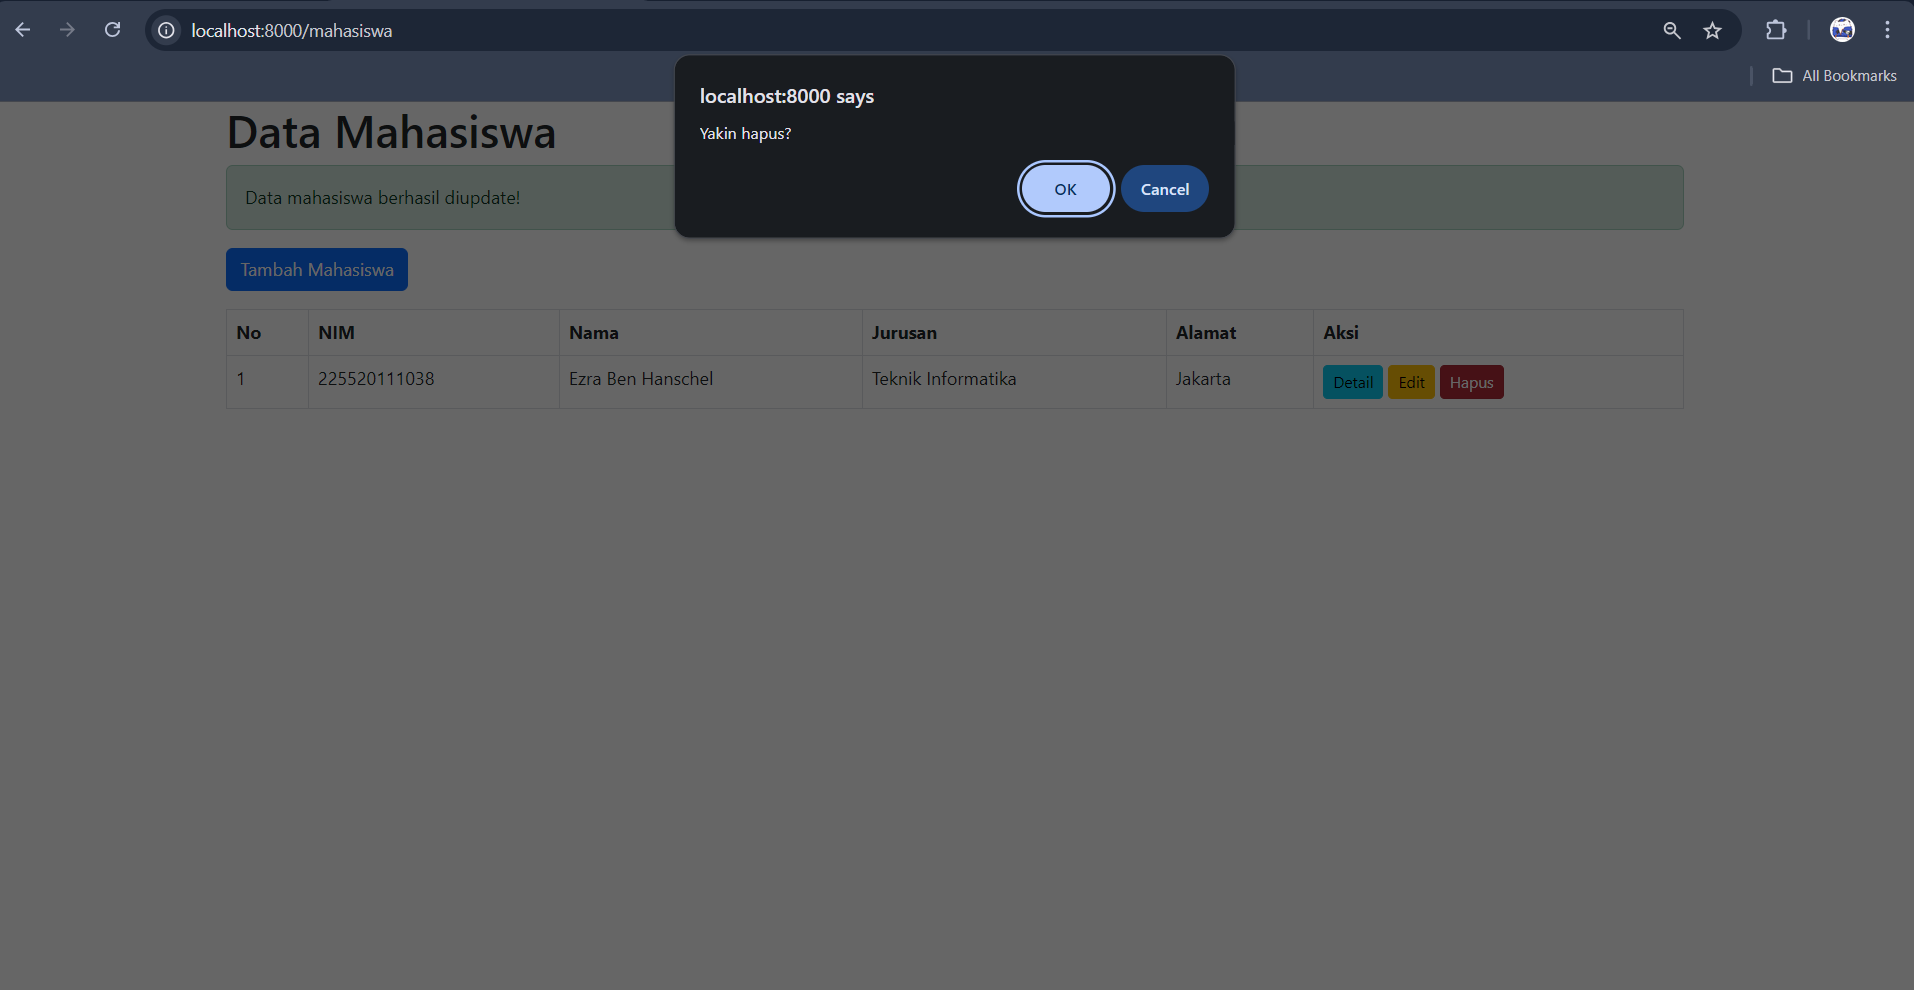 localhost:8000/mahasiswa
All Bookmarks
localhost:8000 says
Yakin hapus?
OK
Cancel
Data Mahasiswa
Data mahasiswa berhasil diupdate!
Tambah Mahasiswa
No NIM Nama Jurusan Alamat Aksi
1 225520111038 Ezra Ben Hanschel Teknik Informatika Jakarta Detail Edit Hapus